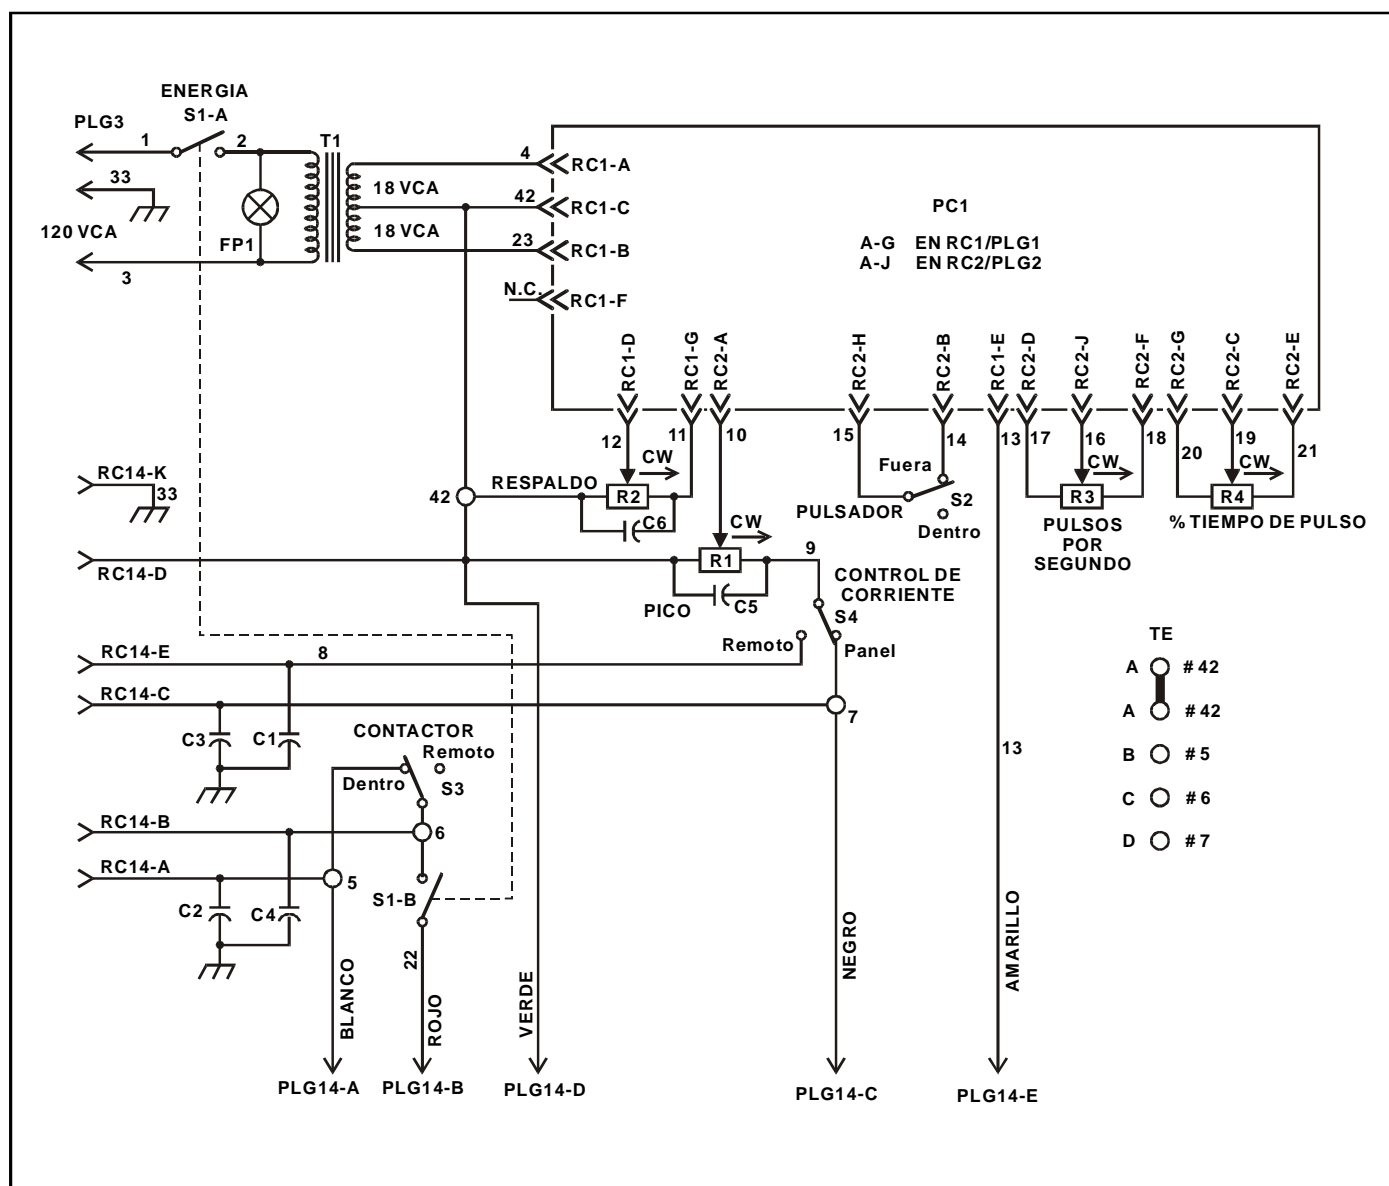 ENERGIA
S1-A
PLG3
1
2
T1
33
120 VCA
FP1
3
18 VCA
18 VCA
4
RC1-A
42
RC1-C
23
RC1-B
N.C.
RC1-F
PC1
A-G EN RC1/PLG1
A-J EN RC2/PLG2
RC1-D
RC1-G
RC2-A
RC2-H
RC2-B
RC1-E
RC2-D
RC2-J
RC2-F
RC2-G
RC2-C
RC2-E
12
11
10
15
14
13
17
16
18
20
19
21
CW
CW
CW
CW
RC14-K
33
42
RESPALDO
R2
C6
Fuera
S2
PULSADOR
Dentro
R3
PULSOS
POR
SEGUNDO
R4
% TIEMPO DE PULSO
RC14-D
R1
9
PICO
C5
CONTROL DE
CORRIENTE
S4
Remoto
Panel
RC14-E
8
RC14-C
7
C3
C1
CONTACTOR
Remoto
Dentro
S3
RC14-B
6
RC14-A
5
C2
C4
S1-B
22
13
TE
A # 42
A # 42
B # 5
C # 6
D # 7
BLANCO
ROJO
VERDE
NEGRO
AMARILLO
PLG14-A
PLG14-B
PLG14-D
PLG14-C
PLG14-E